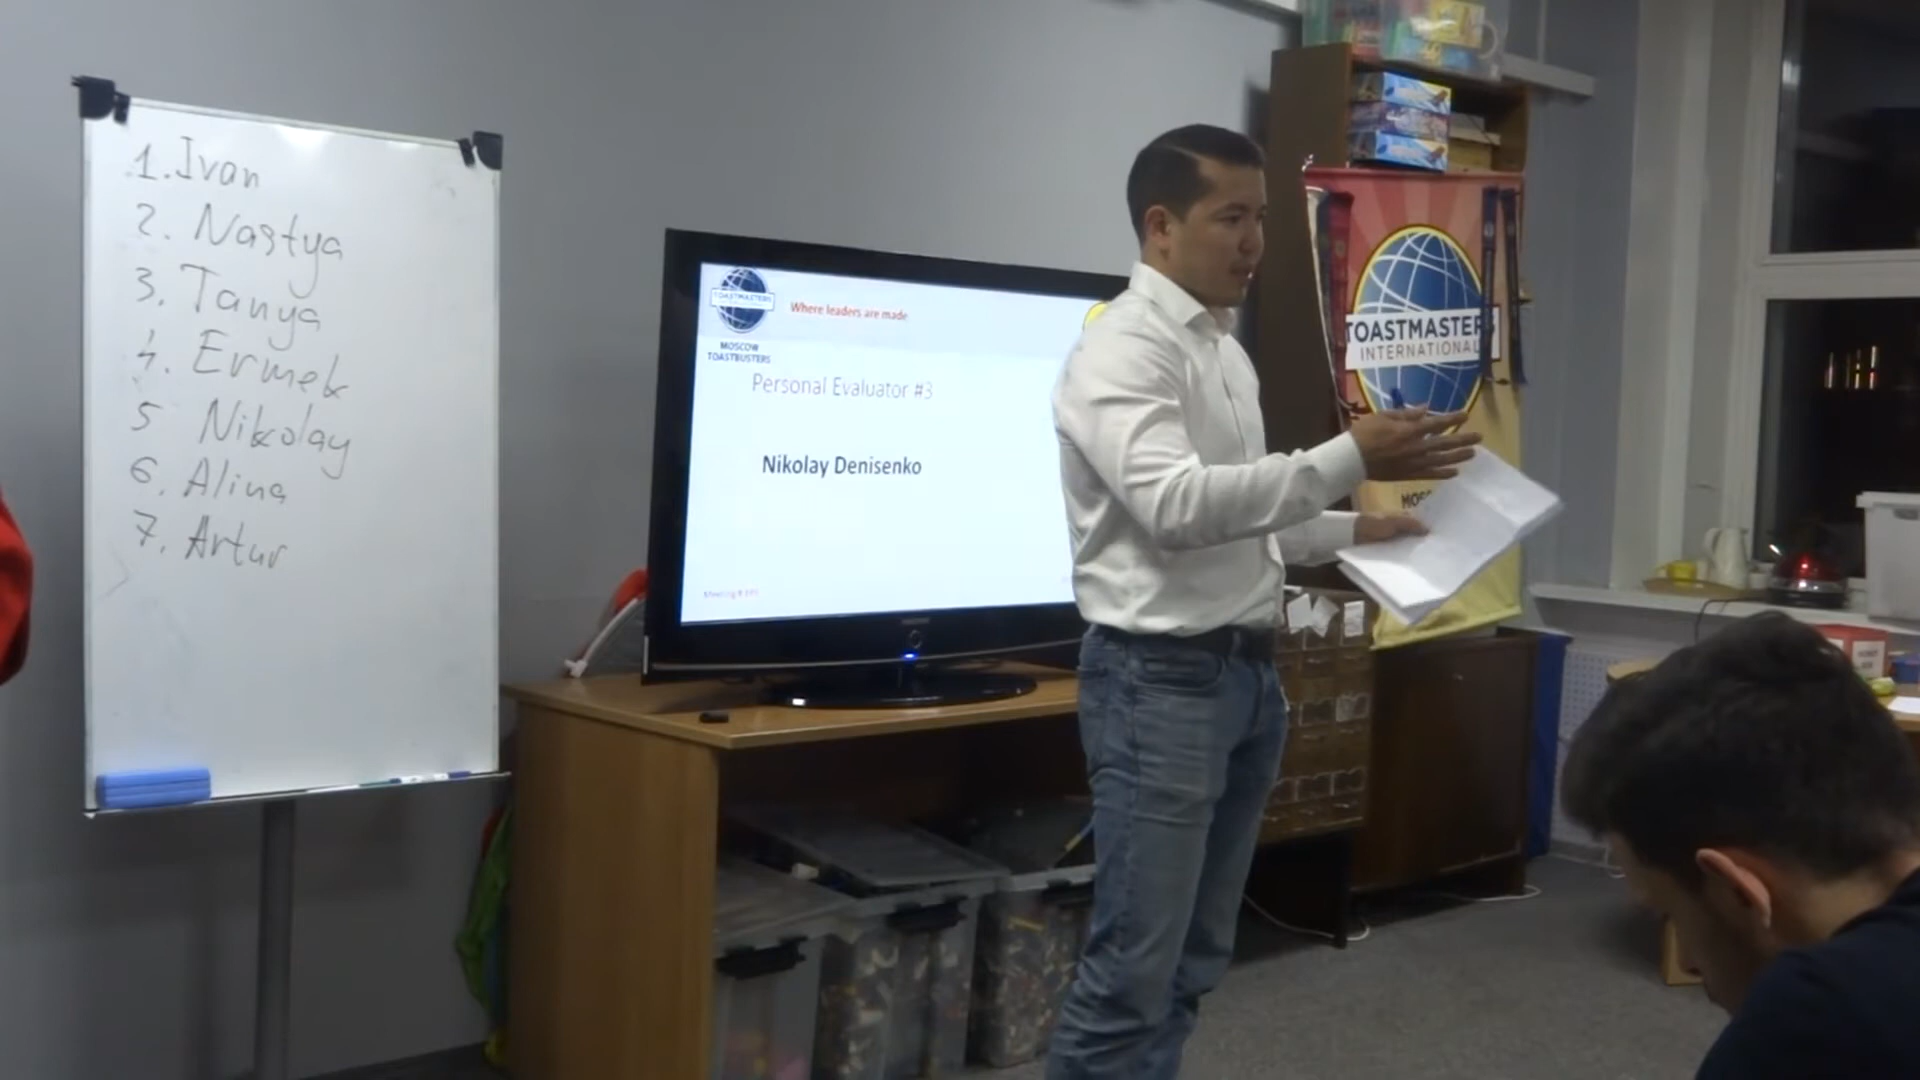 1. Ivan
2. Nastya
3. Tanya
4. Ermek
5 Nikolay
6. Alina
7. Artur
TOASTMASTERS
Where leaders are made
MOSCOW
TOASTBUSTERS
Personal Evaluator #3
Nikolay Denisenko
TOASTMASTERS
INTERNATIONAL